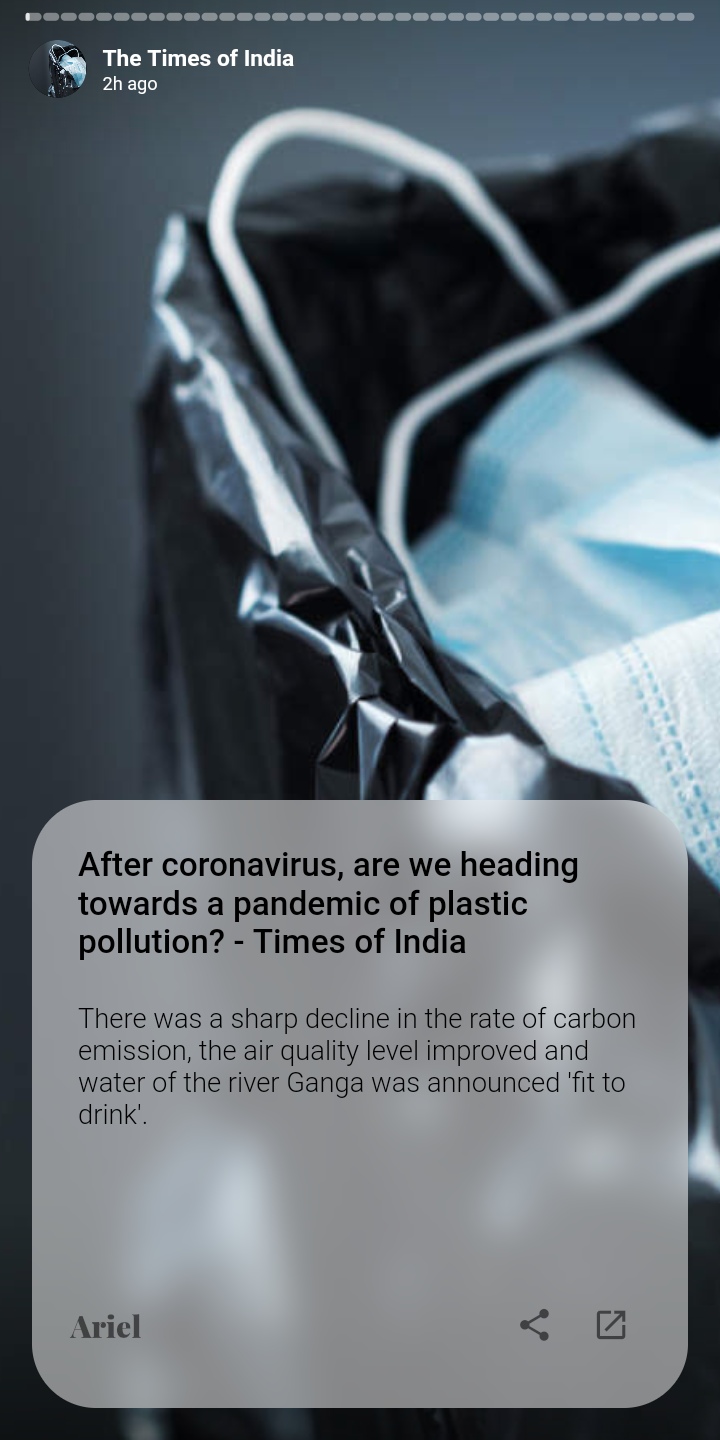 The Times of India
2h ago
After coronavirus, are we heading
towards a pandemic of plastic
pollution? - Times of India
There was a sharp decline in the rate of carbon
emission, the air quality level improved and
water of the river Ganga was announced 'fit to
drink'.
Ariel